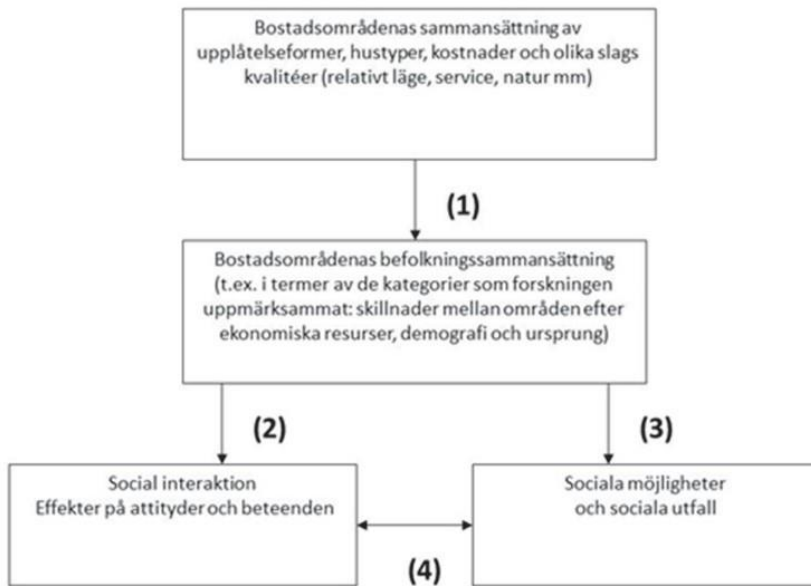 Bostadsområdenas sammansättning av
upplåtelseformer, hustyper, kostnader och olika slags
kvalitéer (relativt läge, service, natur mm)
(1)
Bostadsområdenas befolkningssammansättning
(t.ex. i termer av de kategorier som forskningen
uppmärksammat: skillnader mellan områden efter
ekonomiska resurser, demografi och ursprung)
(2)
(3)
Social interaktion
Effekter på attityder och beteenden
Sociala möjligheter
och sociala utfall
(4)